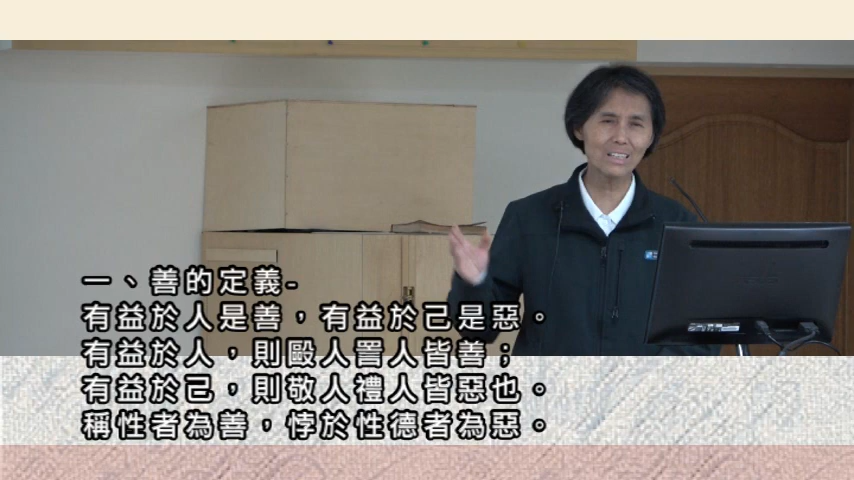 一、善的定義-
有益於人是善，有益於己是惡。
有益於人，則毆人詈人皆善；
有益於己，則敬人禮人皆惡也。
稱性者為善，悖於性德者為惡。